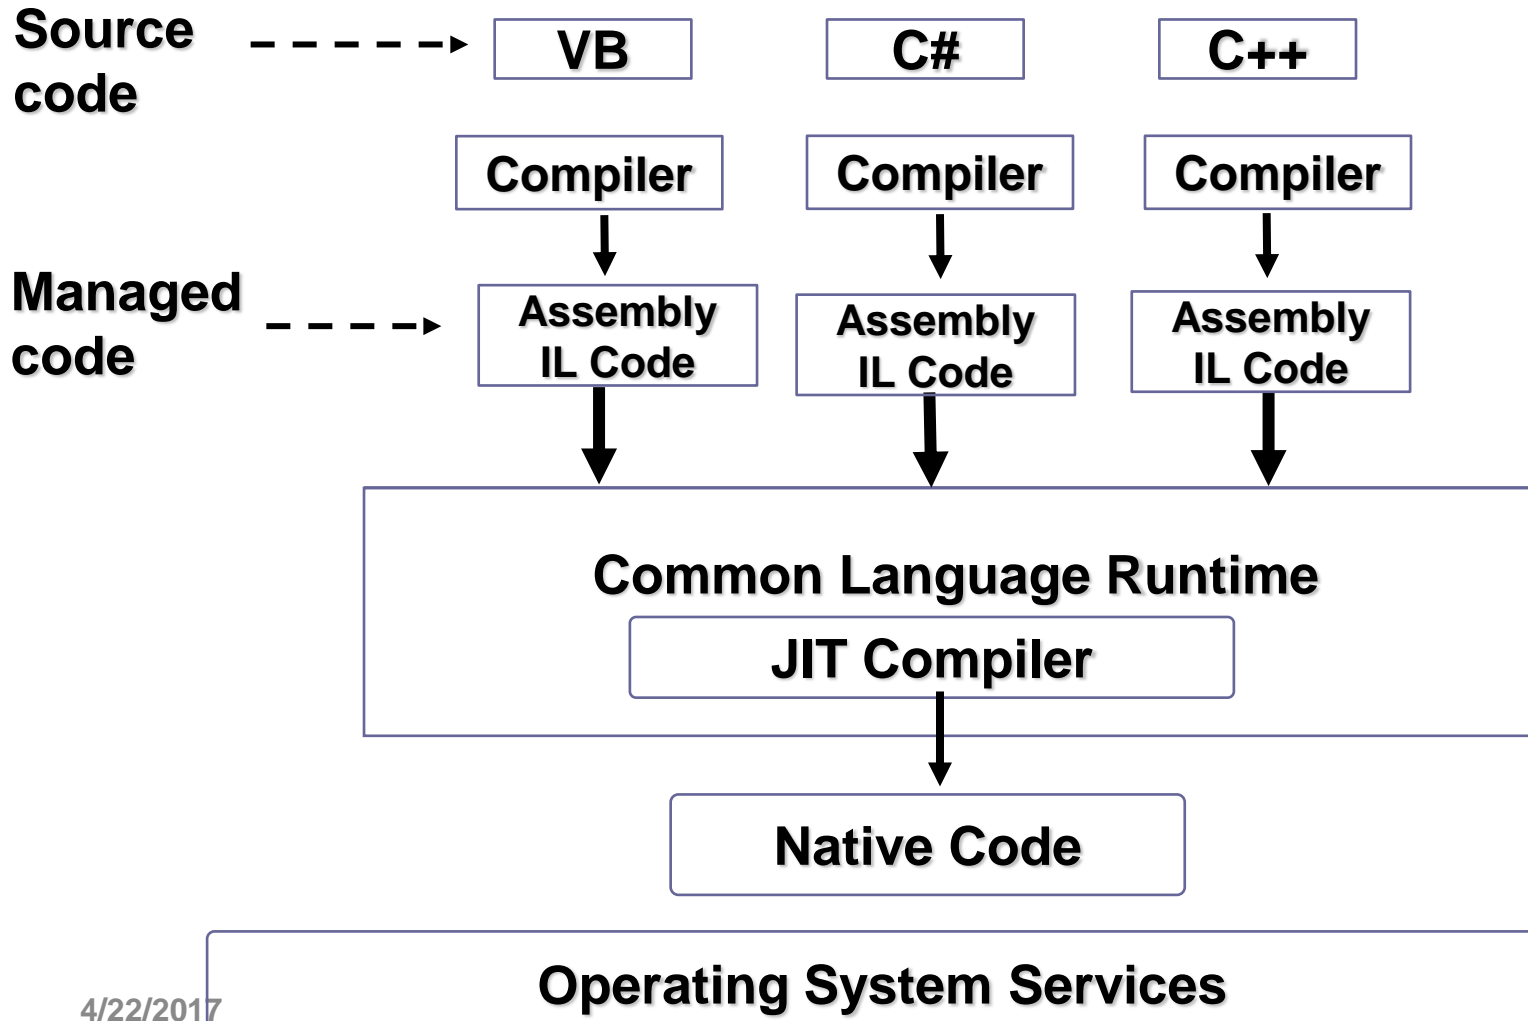 Source
code
VB
C#
C++
Compiler
Compiler
Compiler
Managed
code
Assembly
IL Code
Assembly
IL Code
Assembly
IL Code
Common Language Runtime
JIT Compiler
Native Code
Operating System Services
4/22/2017